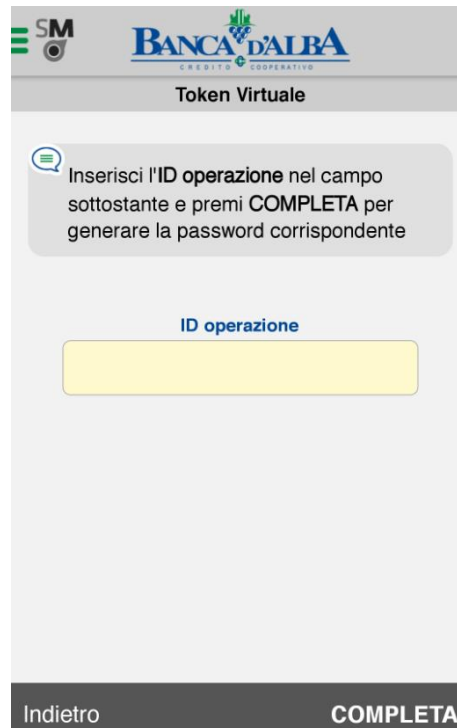 SM
BANCA D'ALBA
CREDITO COOPERATIVO
Token Virtuale
Inserisci l'ID operazione nel campo
sottostante e premi COMPLETA per
generare la password corrispondente
ID operazione
Indietro COMPLETA